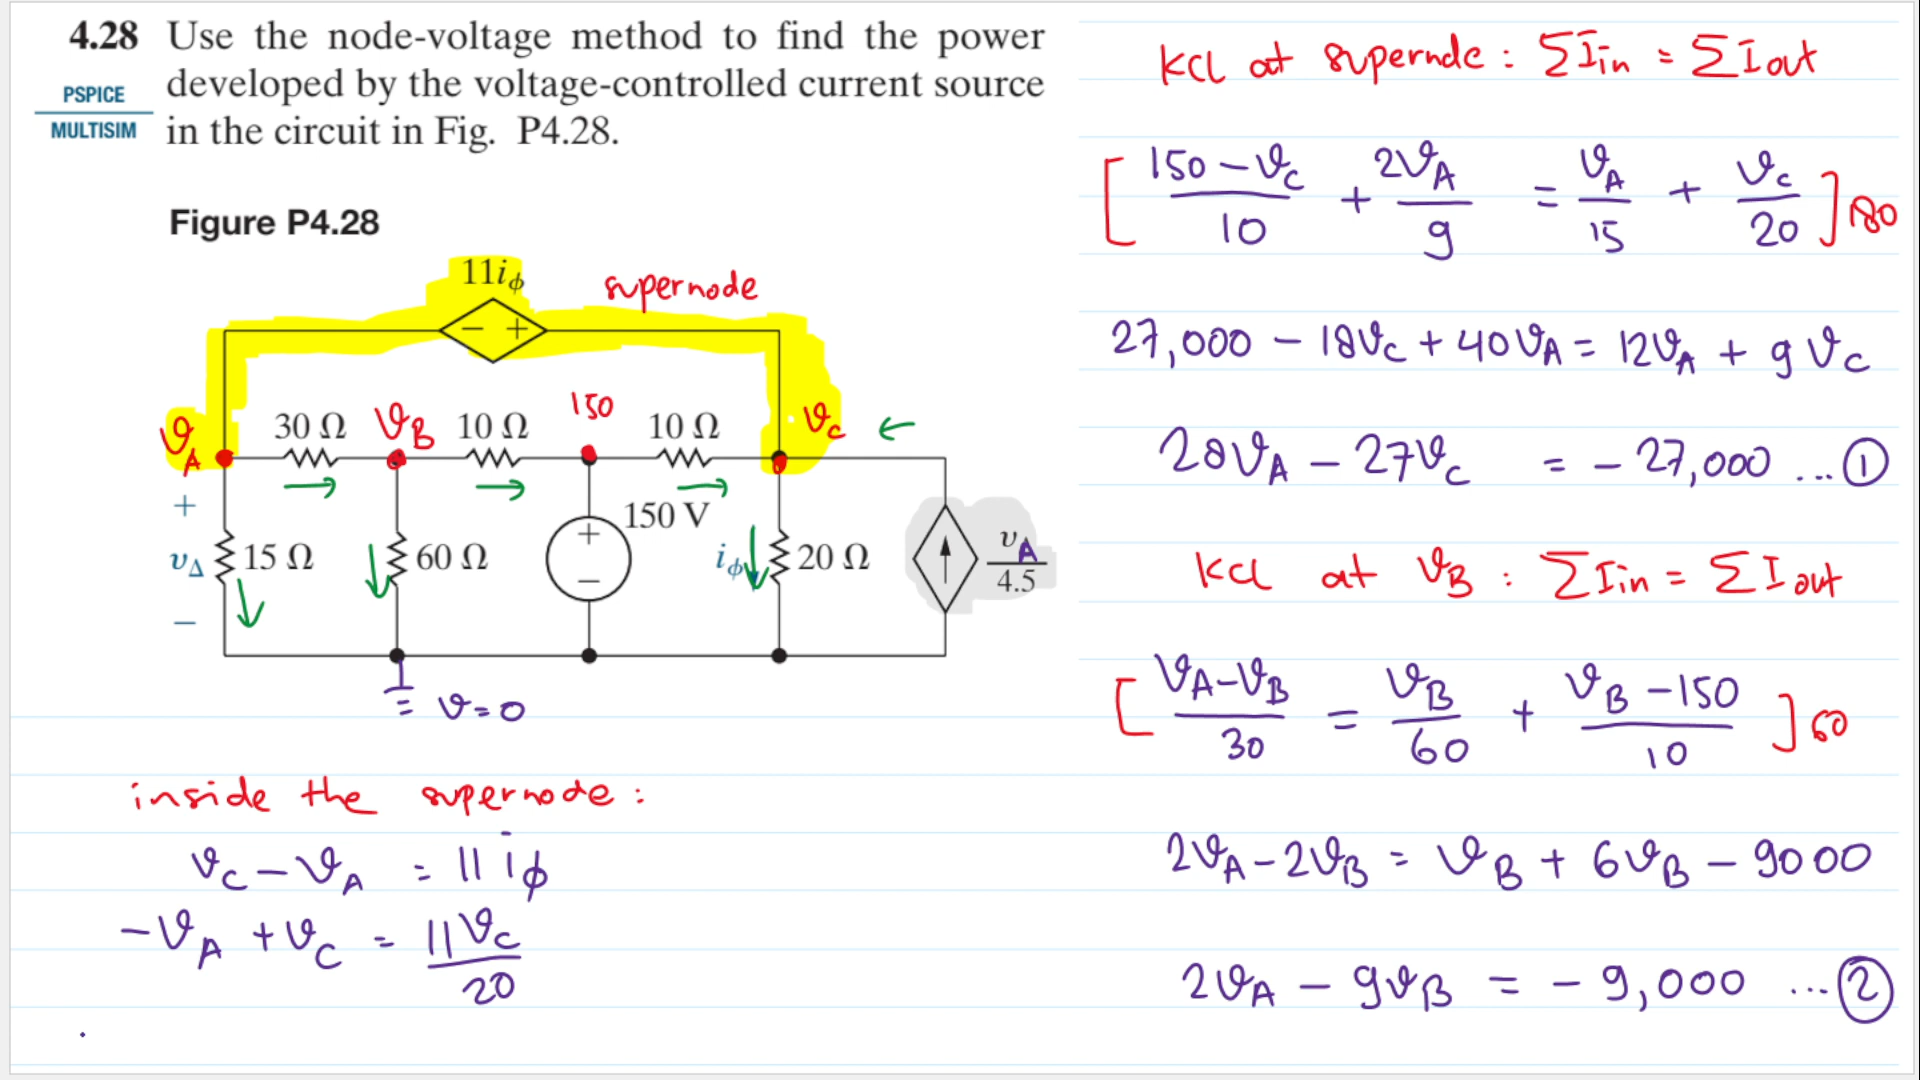 4.28 Use the node-voltage method to find the power
PSPICE
MULTISIM
developed by the voltage-controlled current source
in the circuit in Fig. P4.28.
Figure P4.28
11iϕ
− +
supernode
vA
30 Ω
vB
10 Ω
150
10 Ω
vc
←
→ → →
+
vΔ
−
15 Ω
↓
↓
60 Ω
+
−
150 V
iϕ
↓
20 Ω
vA/4.5
v=0
inside the supernode:
vC − vA = 11 iϕ
−vA + vC = 11vc/20
KCL at supernde: ΣIin = ΣIout
[ (150 − vc)/10 + 2vA/9 = vA/15 + vc/20 ] 180
27,000 − 18vc + 40vA = 12vA + 9vc
28vA − 27vc = − 27,000 ...①
KCL at vB: ΣIin = ΣIout
[ (vA−vB)/30 = vB/60 + (vB −150)/10 ] 60
2vA − 2vB = vB + 6vB − 9000
2vA − 9vB = − 9,000 ...②